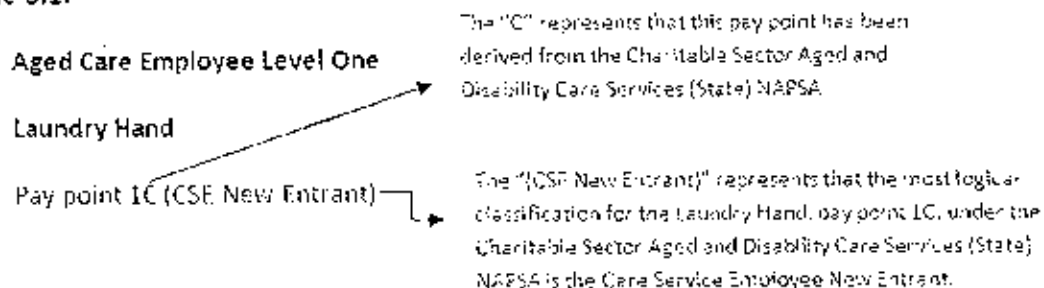 Aged Care Employee Level One
Laundry Hand
Pay point 1C (CSE New Entrant)
The "C" represents that this pay point has been
derived from the Charitable Sector Aged and
Disability Care Services (State) NAPSA
The "(CSE New Entrant)" represents that the most logical
classification for the Laundry Hand, pay point 1C, under the
Charitable Sector Aged and Disability Care Services (State)
NAPSA is the Care Service Employee New Entrant.